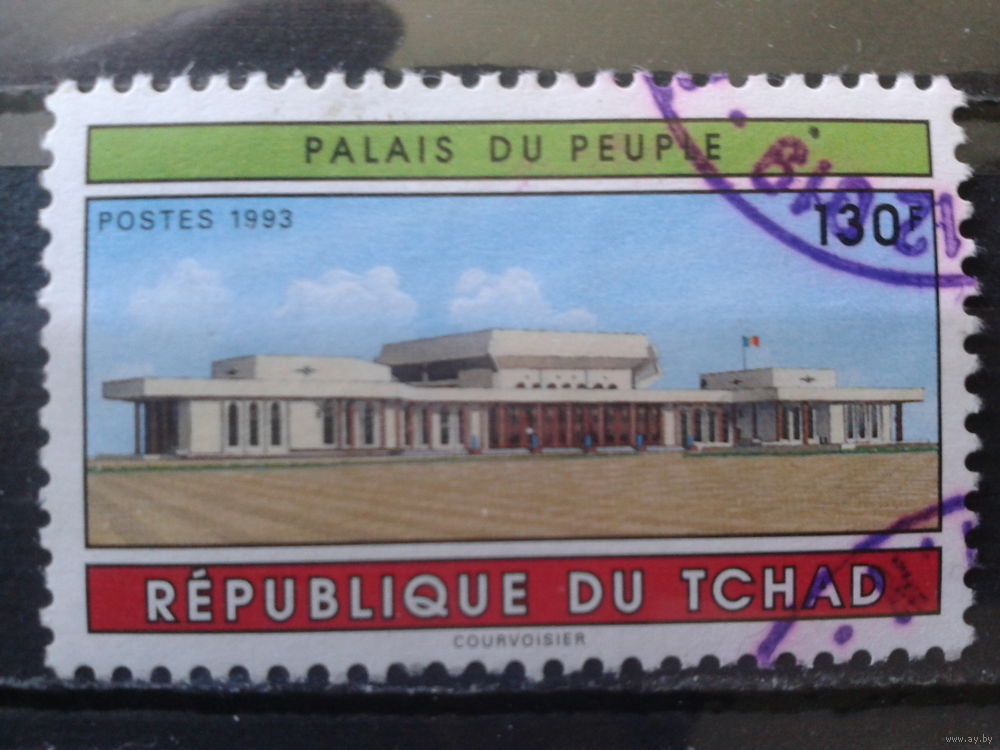 PALAIS DU PEUPLE
POSTES 1993
130F
RÉPUBLIQUE DU TCHAD
COURVOISIER
www.ay.by